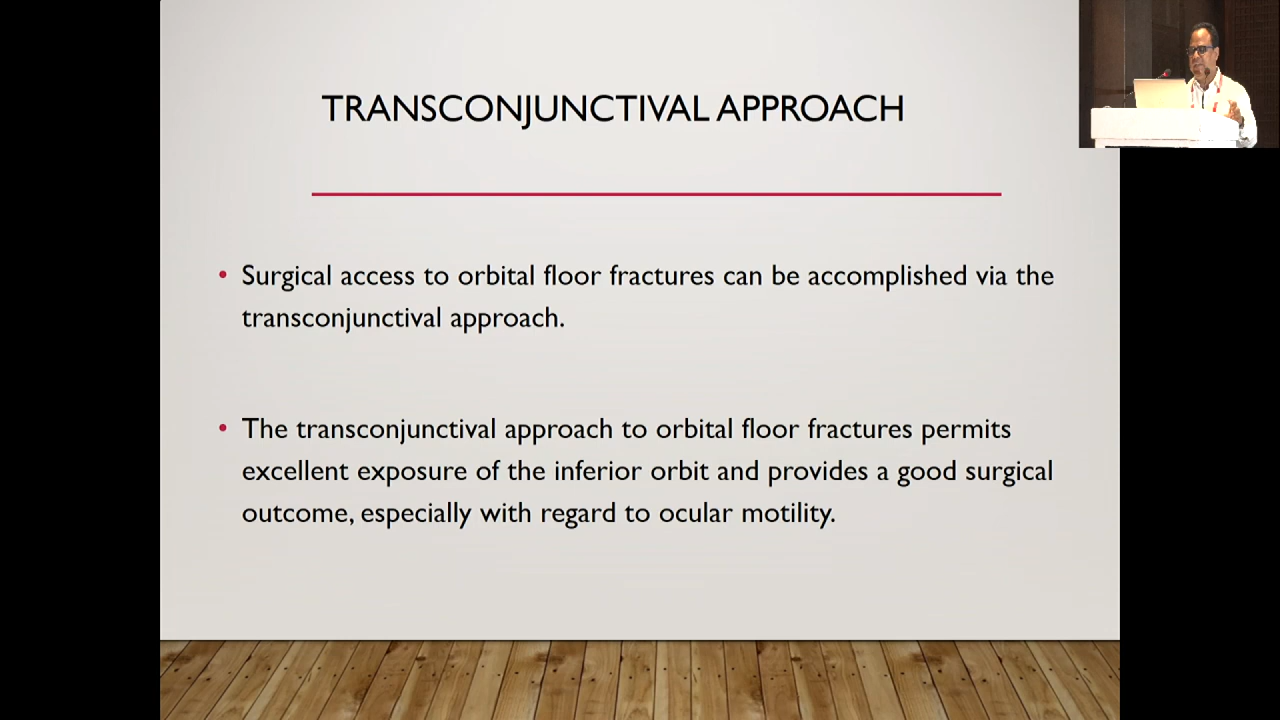 TRANSCONJUNCTIVAL APPROACH
• Surgical access to orbital floor fractures can be accomplished via the
transconjunctival approach.
• The transconjunctival approach to orbital floor fractures permits
excellent exposure of the inferior orbit and provides a good surgical
outcome, especially with regard to ocular motility.